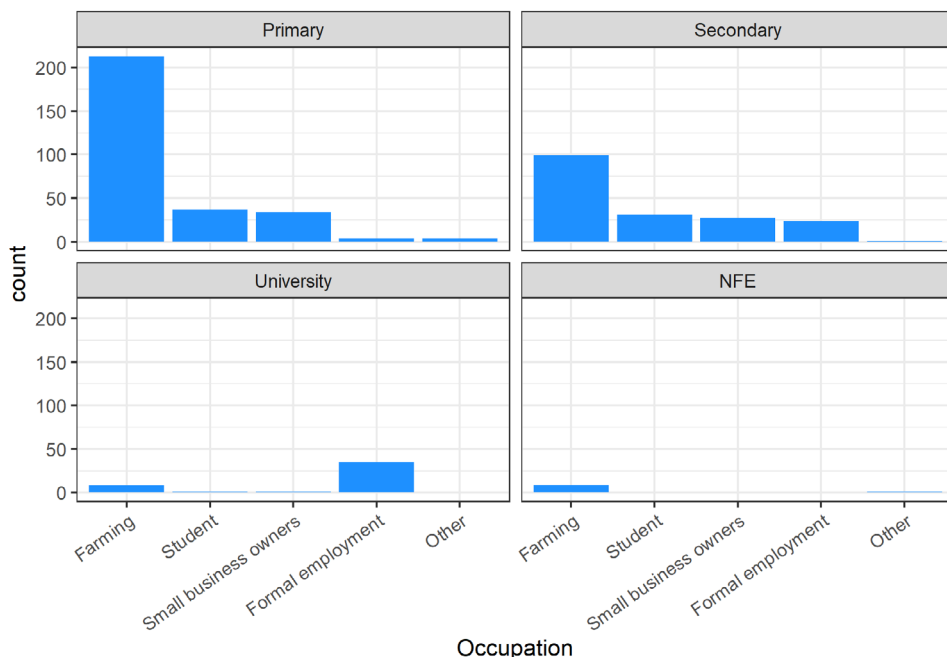 Primary
Secondary
200
150
100
50
0
University
NFE
200
150
100
50
0
count
Farming
Student
Small business owners
Formal employment
Other
Farming
Student
Small business owners
Formal employment
Other
Occupation